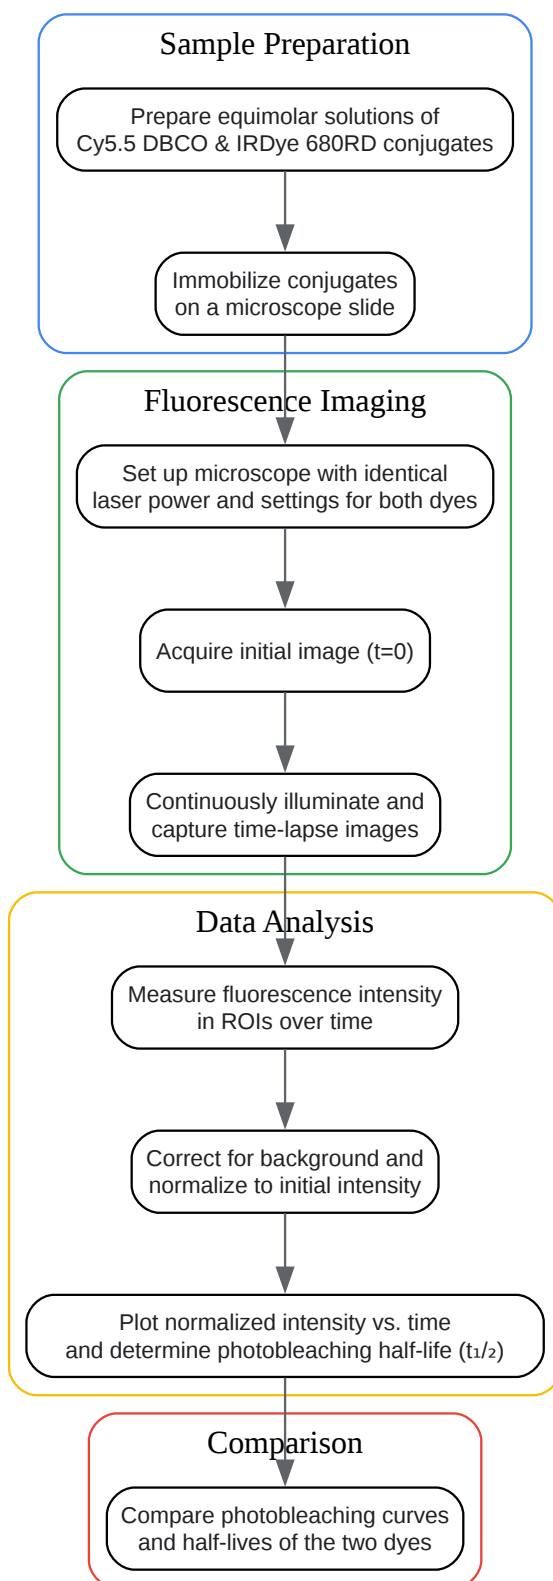 Sample Preparation
Prepare equimolar solutions of
Cy5.5 DBCO & IRDye 680RD conjugates
Immobilize conjugates
on a microscope slide
Fluorescence Imaging
Set up microscope with identical
laser power and settings for both dyes
Acquire initial image (t=0)
Continuously illuminate and
capture time-lapse images
Data Analysis
Measure fluorescence intensity
in ROIs over time
Correct for background and
normalize to initial intensity
Plot normalized intensity vs. time
and determine photobleaching half-life (t₁/₂)
Comparison
Compare photobleaching curves
and half-lives of the two dyes